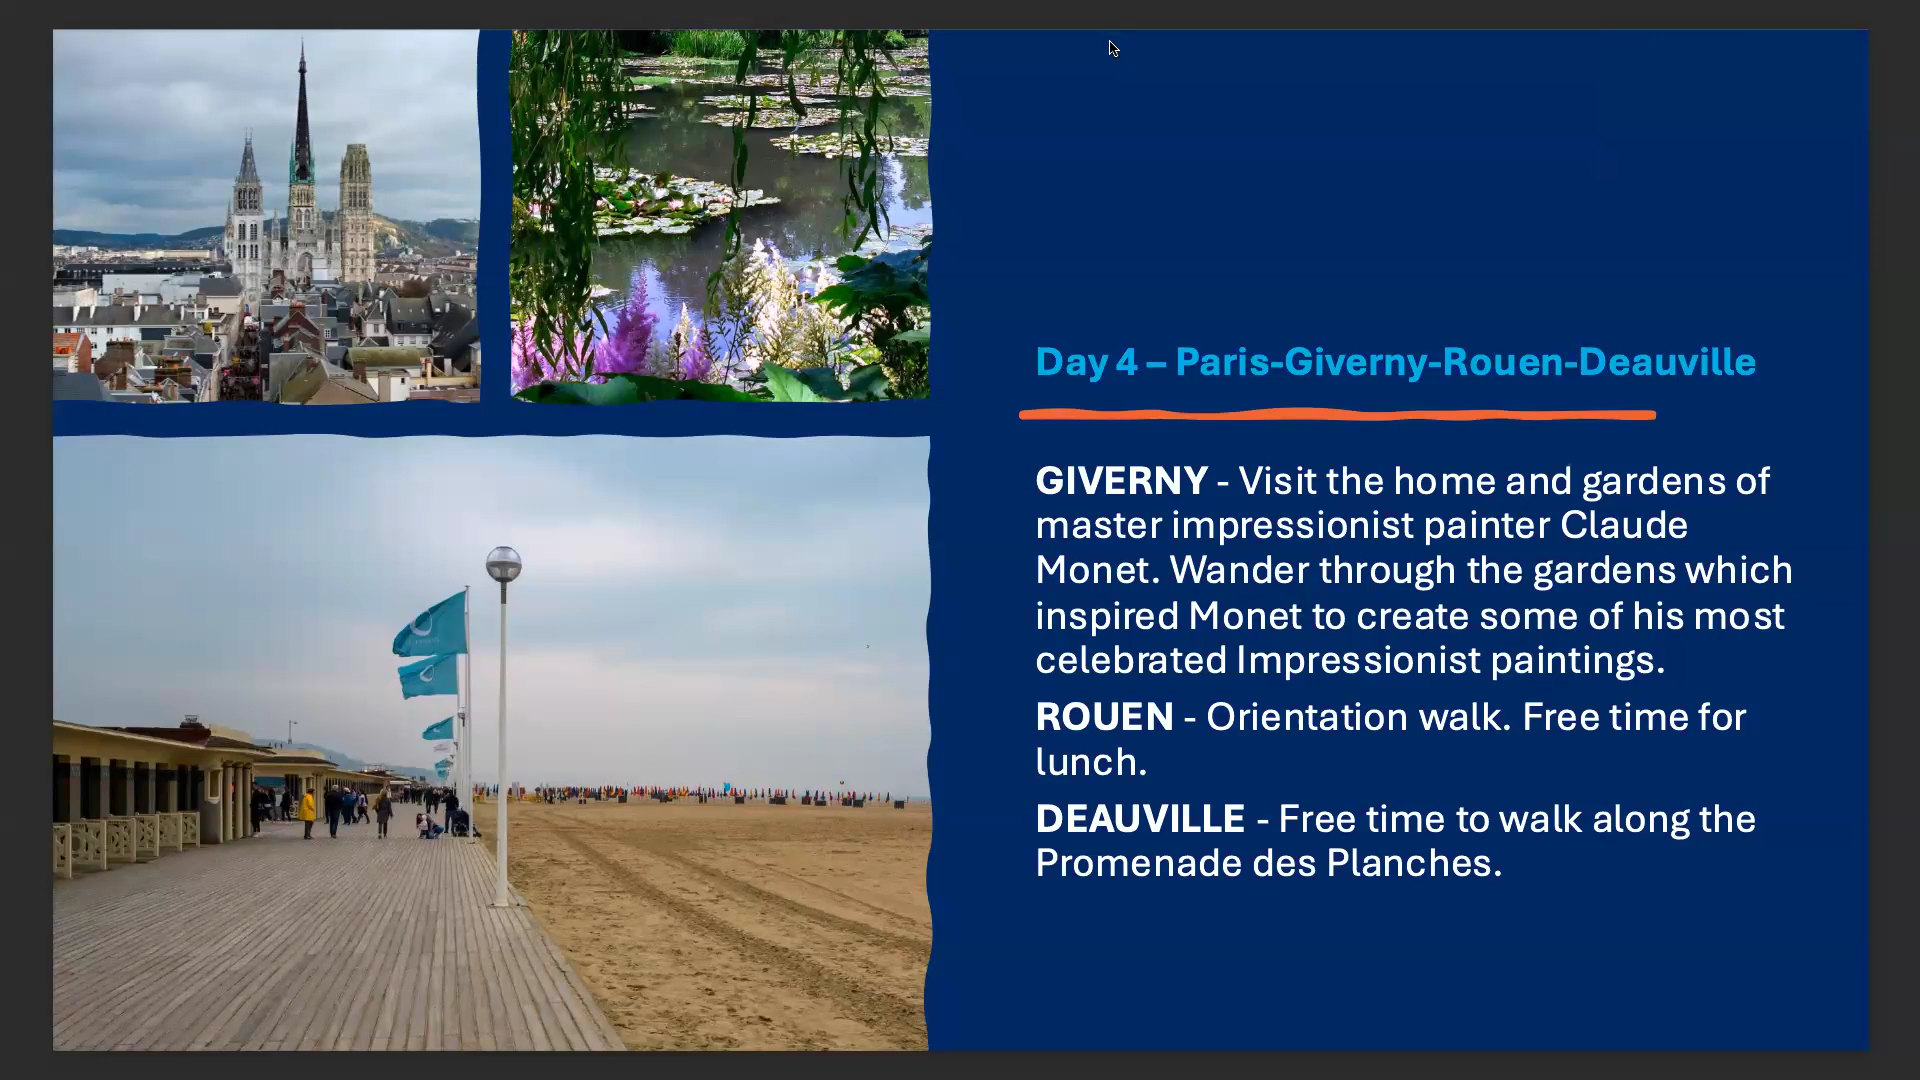 Day 4 – Paris-Giverny-Rouen-Deauville
GIVERNY - Visit the home and gardens of
master impressionist painter Claude
Monet. Wander through the gardens which
inspired Monet to create some of his most
celebrated Impressionist paintings.
ROUEN - Orientation walk. Free time for
lunch.
DEAUVILLE - Free time to walk along the
Promenade des Planches.